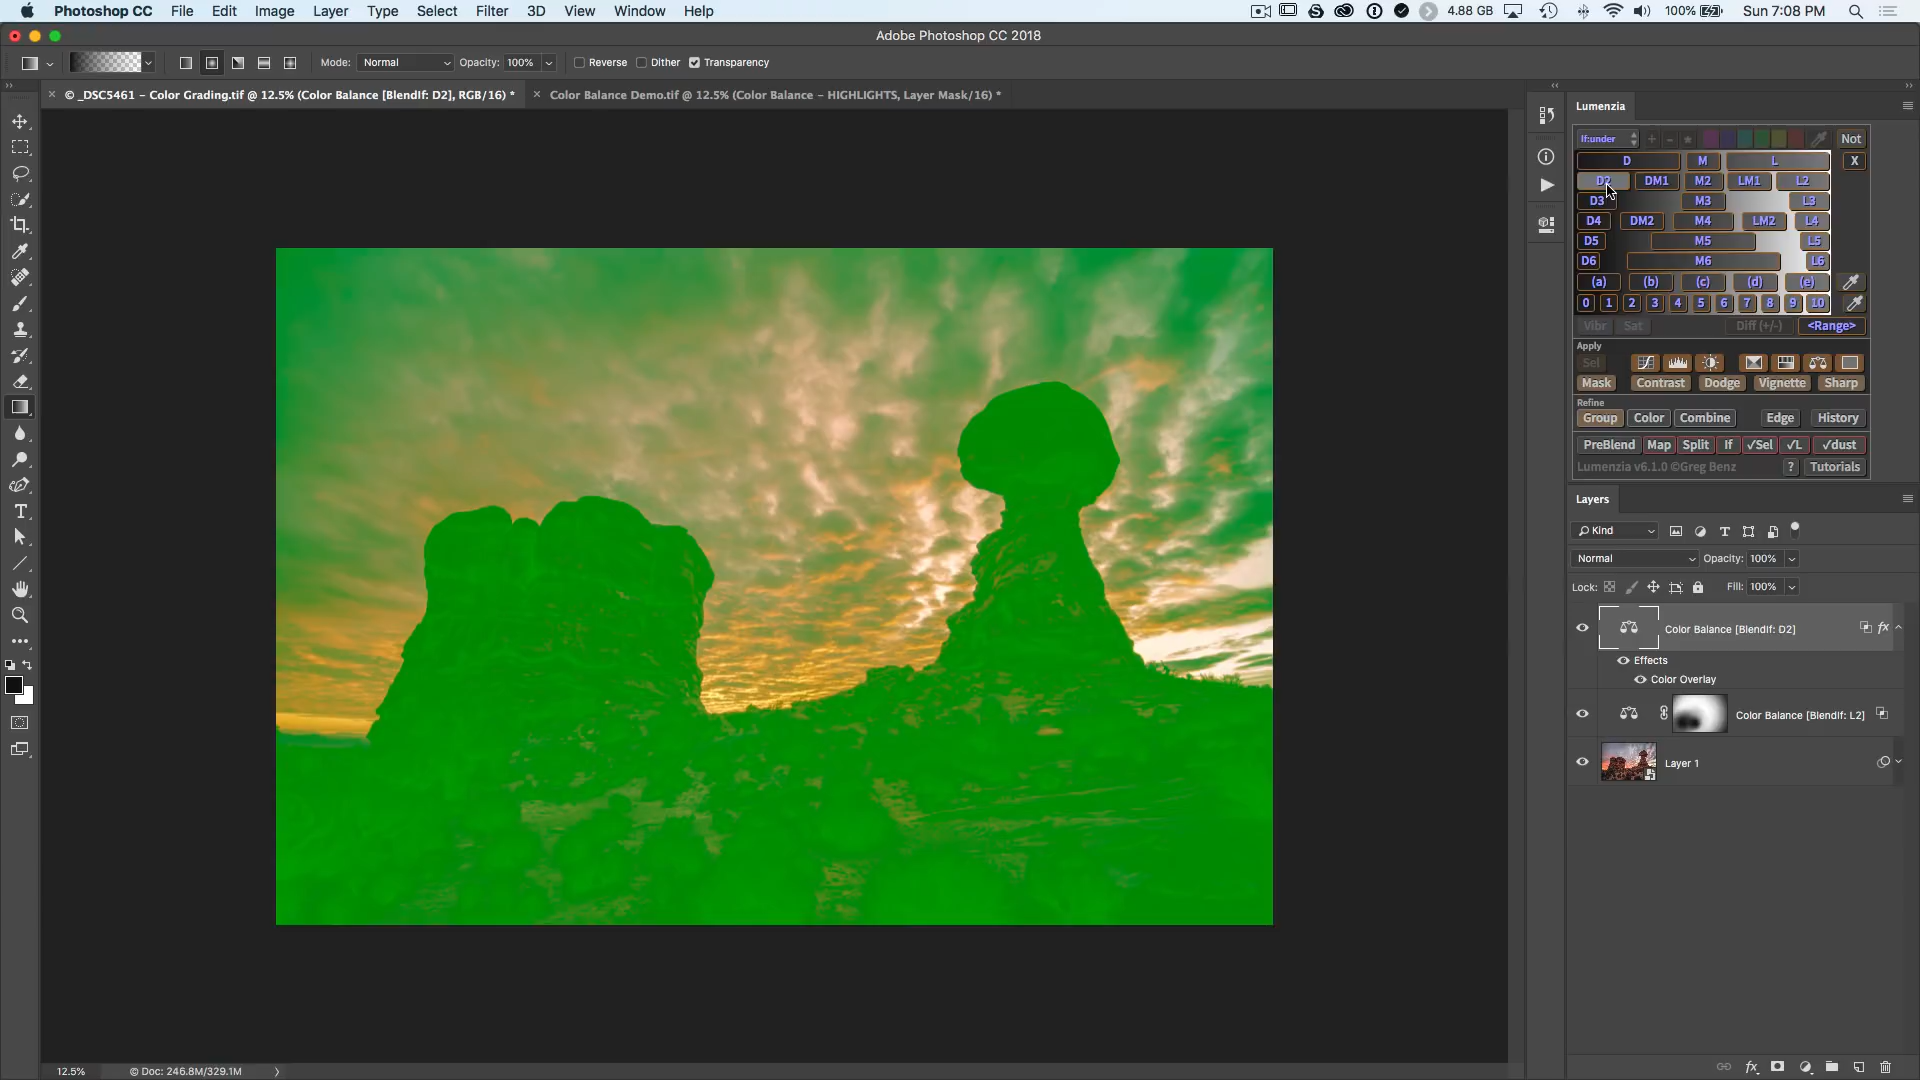 Photoshop CC File Edit Image Layer Type Select Filter 3D View Window Help 4.88 GB 100% Sun 7:08 PM
Adobe Photoshop CC 2018
Mode: Normal Opacity: 100% Reverse Dither Transparency
× © _DSC5461 – Color Grading.tif @ 12.5% (Color Balance [BlendIf: D2], RGB/16) *
× Color Balance Demo.tif @ 12.5% (Color Balance – HIGHLIGHTS, Layer Mask/16) *
Lumenzia
If:under + - Not
D M L X
D2 DM1 M2 LM1 L2
D3 M3 L3
D4 DM2 M4 LM2 L4
D5 M5 L5
D6 M6 L6
(a) (b) (c) (d) (e)
0 1 2 3 4 5 6 7 8 9 10
Vibr Sat Diff (+/-) <Range>
Apply
Sel
Mask Contrast Dodge Vignette Sharp
Refine
Group Color Combine Edge History
PreBlend Map Split If √Sel √L √dust
Lumenzia v6.1.0 ©Greg Benz ? Tutorials
Layers
Kind
Normal Opacity: 100%
Lock: Fill: 100%
Color Balance [BlendIf: D2] fx
Effects
Color Overlay
Color Balance [BlendIf: L2]
Layer 1
12.5% © Doc: 246.8M/329.1M
fx